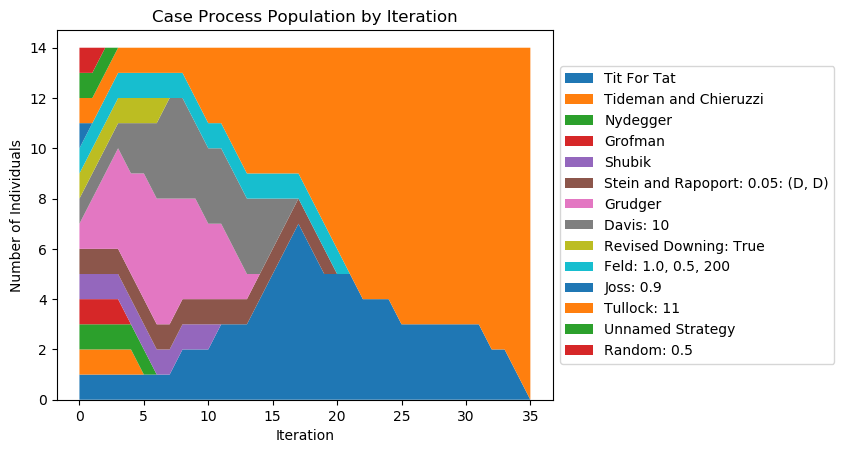 Case Process Population by Iteration
Number of Individuals
14
12
10
8
6
4
2
0
0 5 10 15 20 25 30 35
Iteration
Tit For Tat
Tideman and Chieruzzi
Nydegger
Grofman
Shubik
Stein and Rapoport: 0.05: (D, D)
Grudger
Davis: 10
Revised Downing: True
Feld: 1.0, 0.5, 200
Joss: 0.9
Tullock: 11
Unnamed Strategy
Random: 0.5